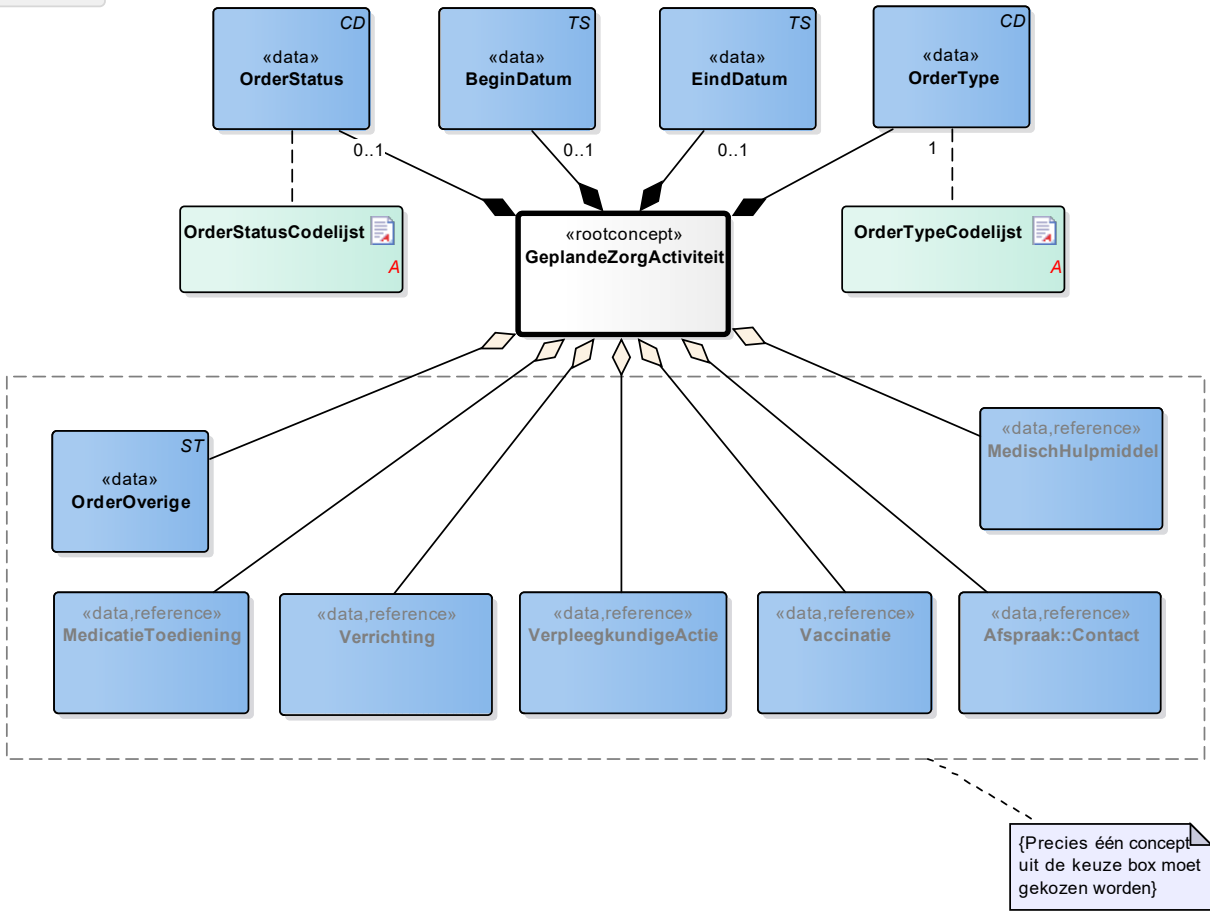 CD
«data»
OrderStatus
TS
«data»
BeginDatum
TS
«data»
EindDatum
CD
«data»
OrderType
0..1
0..1
0..1
1
OrderStatusCodelijst
A
«rootconcept»
GeplandeZorgActiviteit
OrderTypeCodelijst
A
ST
«data»
OrderOverige
«data,reference»
MedischHulpmiddel
«data,reference»
MedicatieToediening
«data,reference»
Verrichting
«data,reference»
VerpleegkundigeActie
«data,reference»
Vaccinatie
«data,reference»
Afspraak::Contact
{Precies één concept
uit de keuze box moet
gekozen worden}